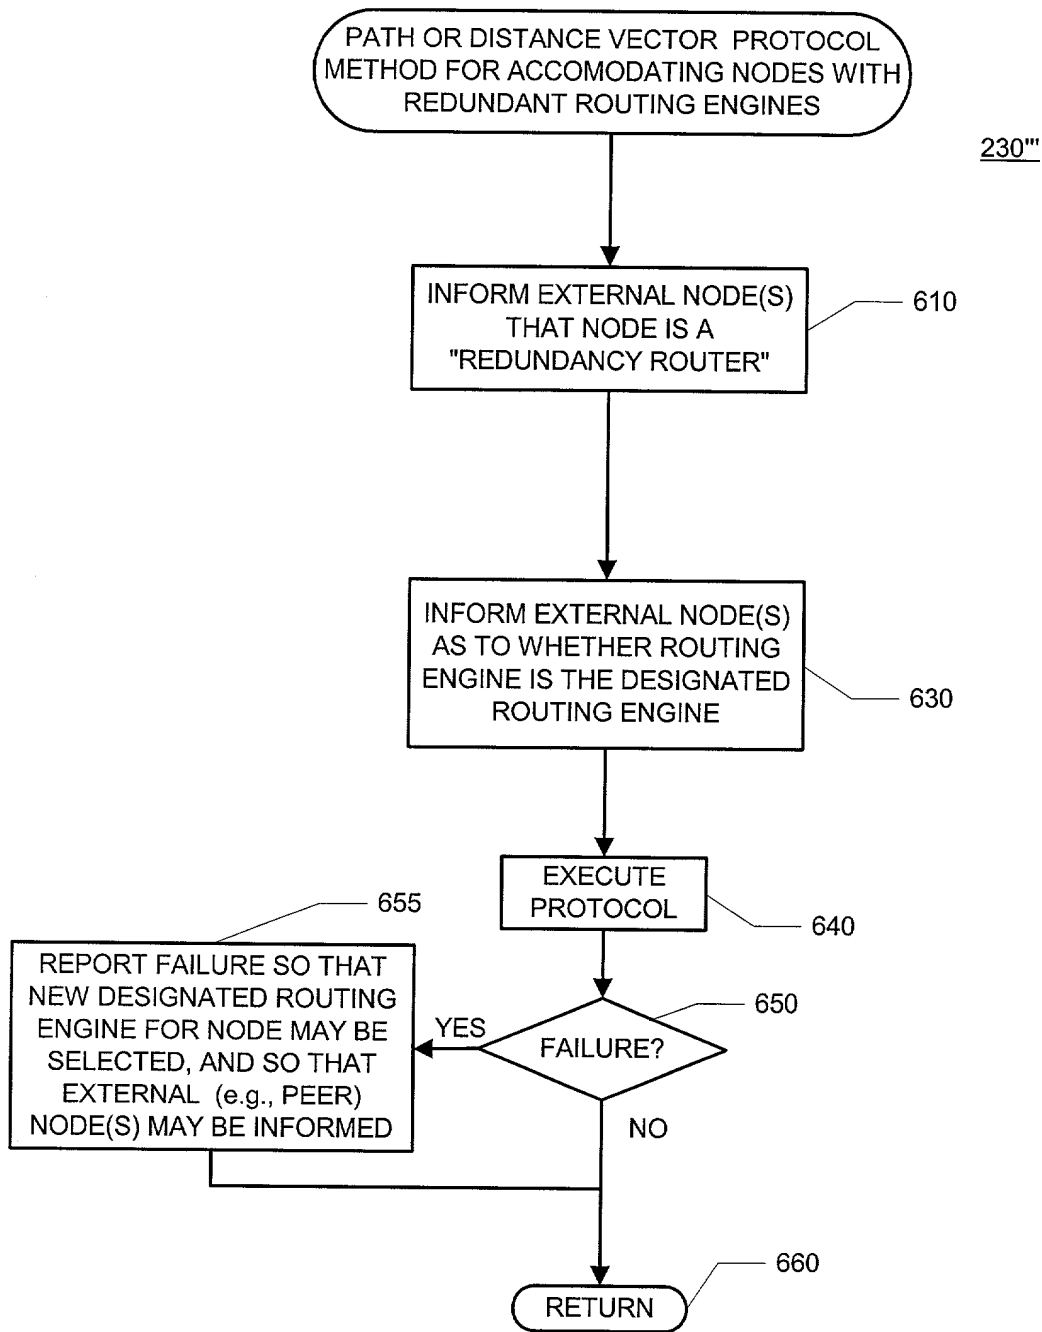 PATH OR DISTANCE VECTOR PROTOCOL
METHOD FOR ACCOMODATING NODES WITH
REDUNDANT ROUTING ENGINES
230'''
INFORM EXTERNAL NODE(S)
THAT NODE IS A
"REDUNDANCY ROUTER"
610
INFORM EXTERNAL NODE(S)
AS TO WHETHER ROUTING
ENGINE IS THE DESIGNATED
ROUTING ENGINE
630
EXECUTE
PROTOCOL
640
655
REPORT FAILURE SO THAT
NEW DESIGNATED ROUTING
ENGINE FOR NODE MAY BE
SELECTED, AND SO THAT
EXTERNAL (e.g., PEER)
NODE(S) MAY BE INFORMED
YES
FAILURE?
650
NO
RETURN
660